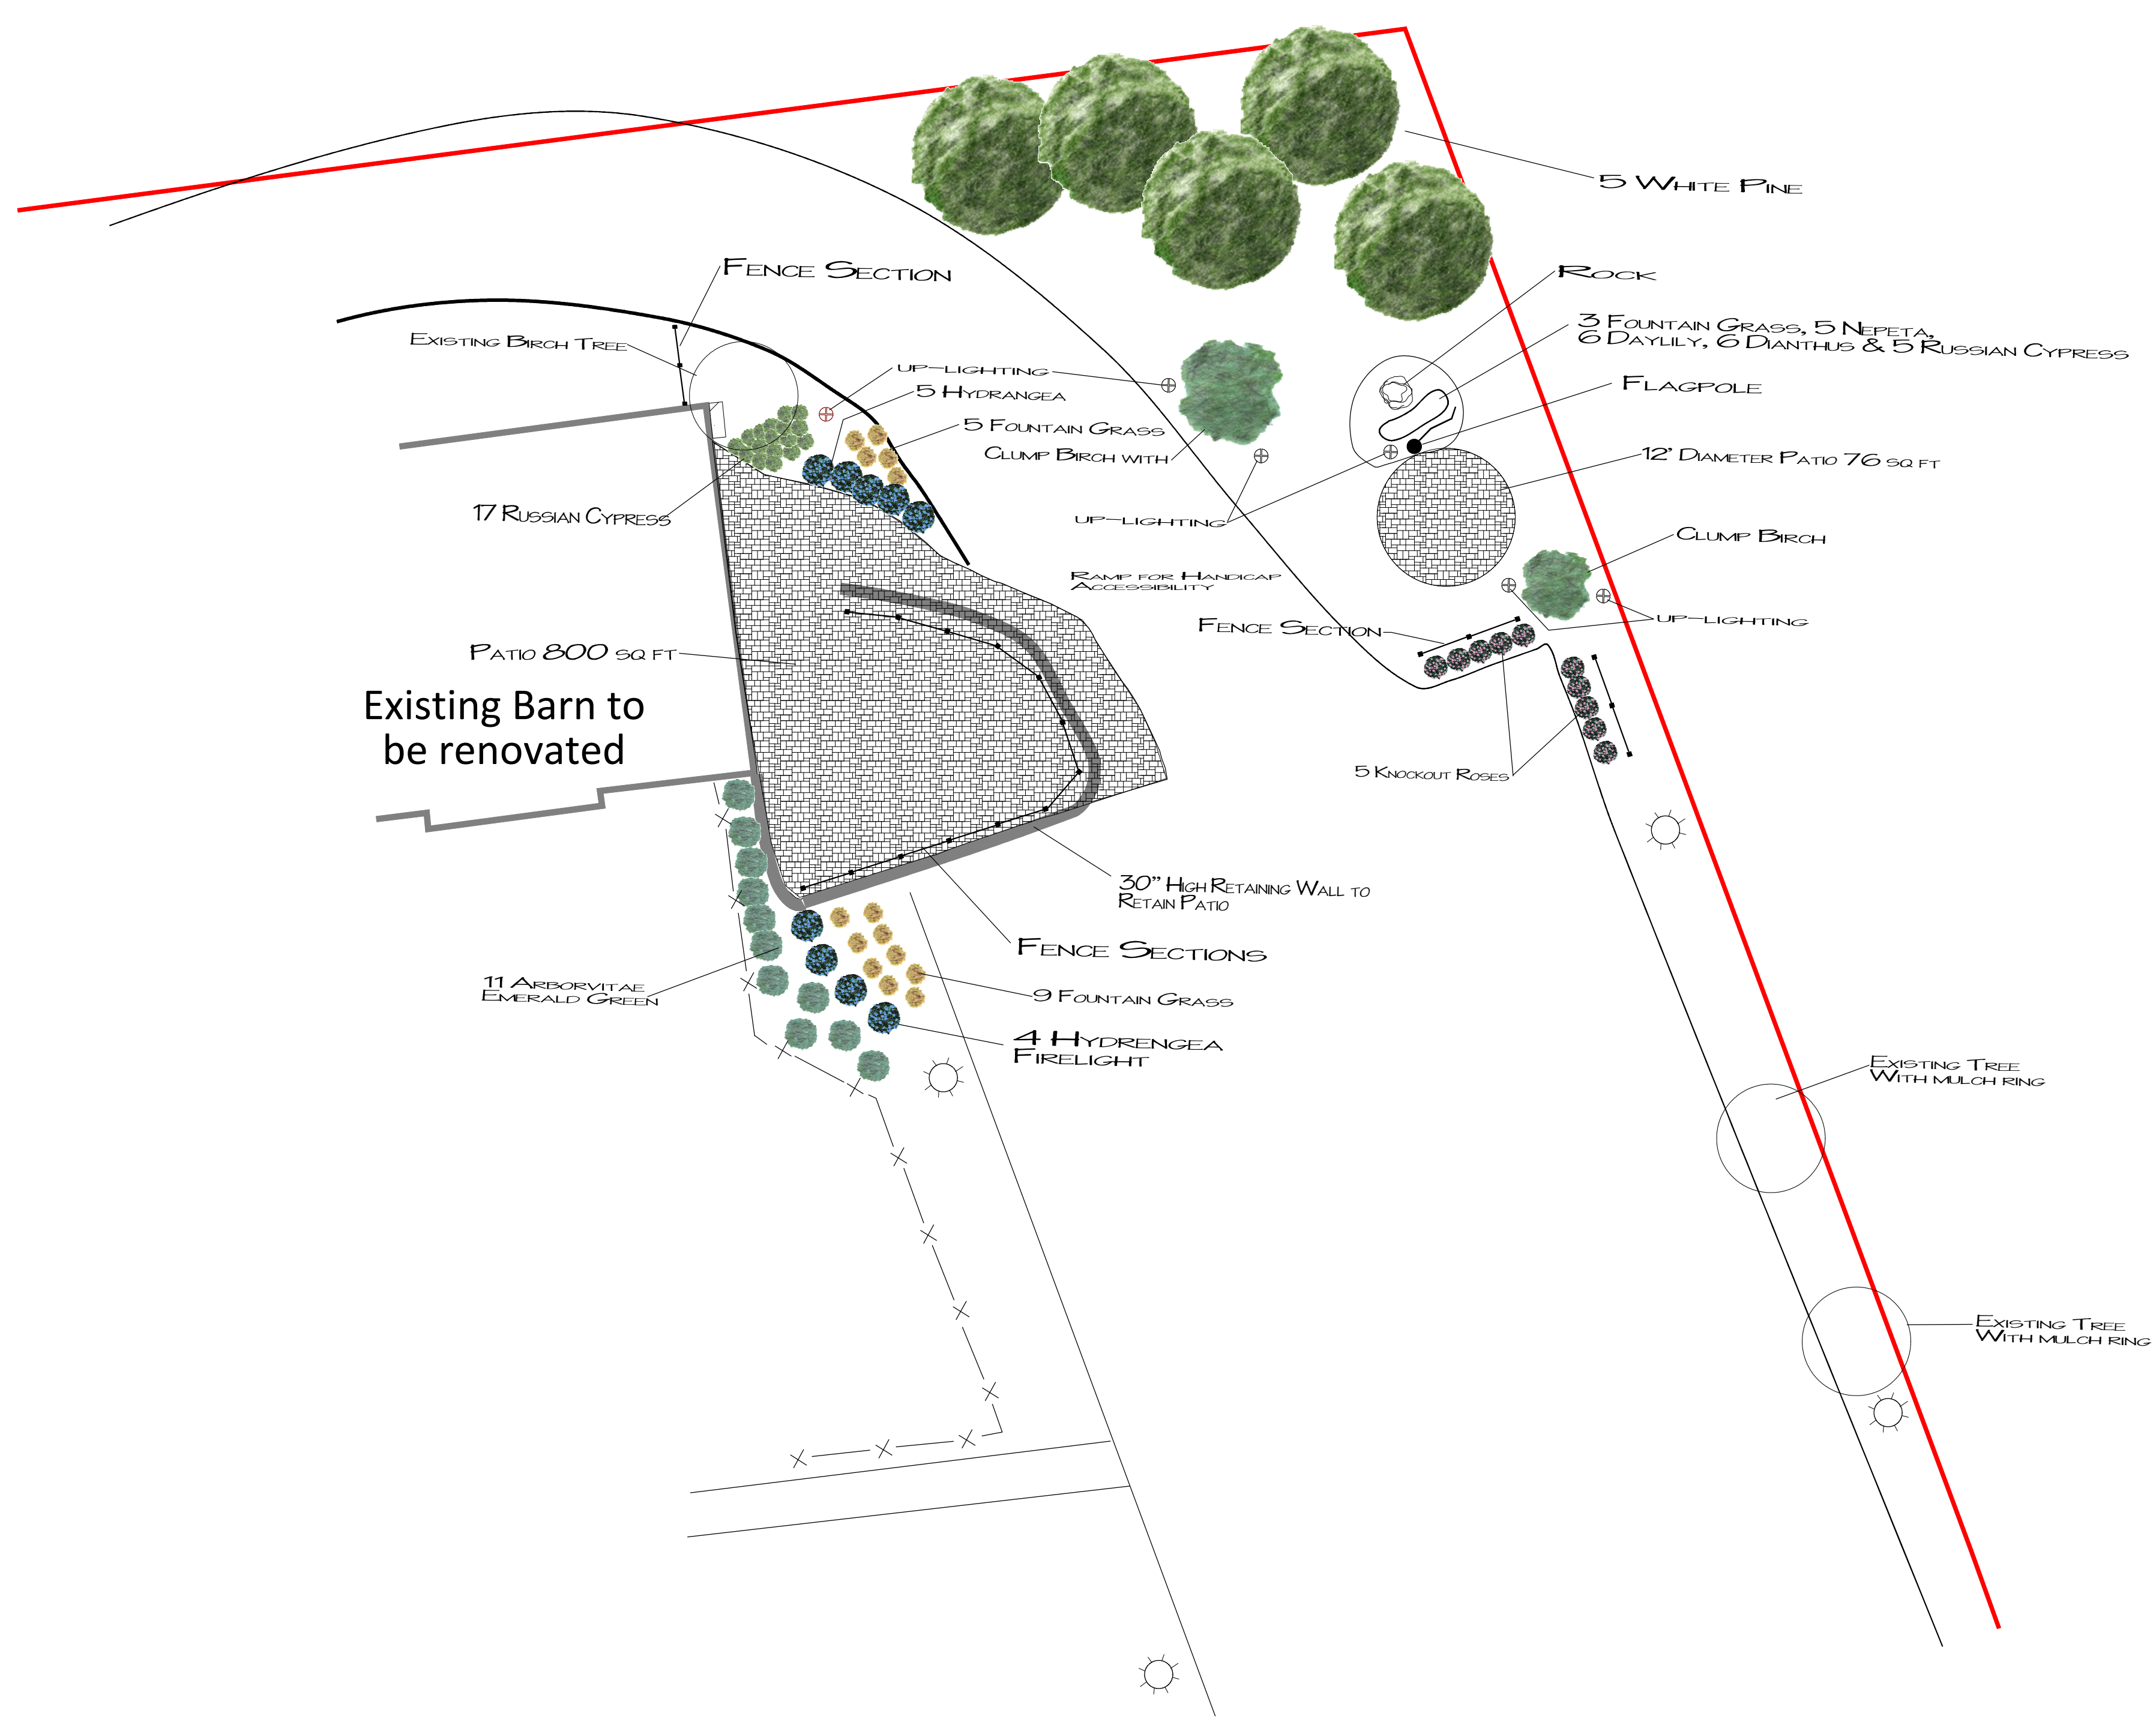 5 White Pine
Fence Section
Rock
Existing Birch Tree
3 Fountain Grass, 5 Nepeta,
6 Daylily, 6 Dianthus & 5 Russian Cypress
up-lighting
5 Hydrangea
Flagpole
5 Fountain Grass
Clump Birch with
12' Diameter Patio 76 sq ft
17 Russian Cypress
up-lighting
Clump Birch
Ramp for Handicap
Accessibility
Fence Section
up-lighting
Patio 800 sq ft
Existing Barn to
be renovated
5 Knockout Roses
30" High Retaining Wall to
Retain Patio
Fence Sections
11 Arborvitae
Emerald Green
9 Fountain Grass
4 Hydrengea
Firelight
Existing Tree
With mulch ring
Existing Tree
With mulch ring